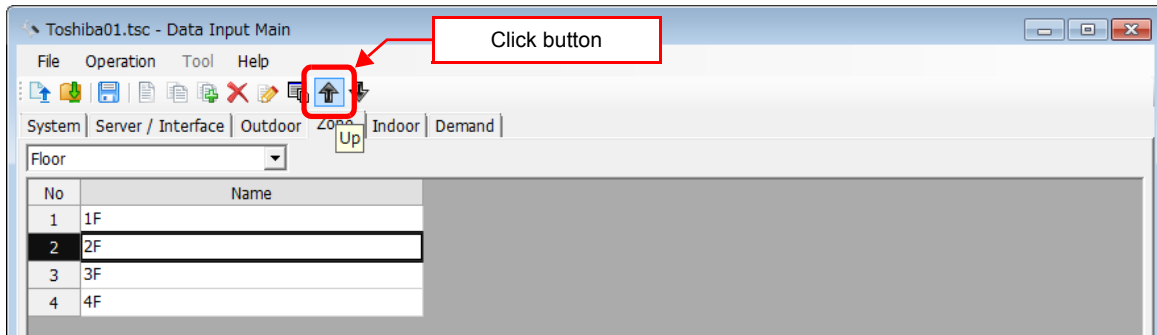 Toshiba01.tsc - Data Input Main
Click button
File Operation Tool Help
System Server / Interface Outdoor Zone Indoor Demand
Up
Floor
No Name
1 1F
2 2F
3 3F
4 4F